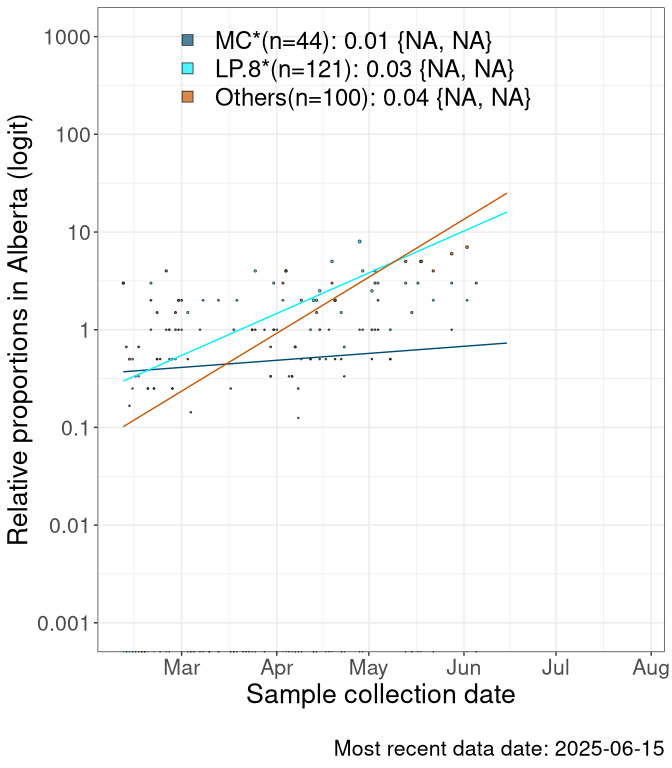 MC*(n=44): 0.01 {NA, NA}
LP.8*(n=121): 0.03 {NA, NA}
Others(n=100): 0.04 {NA, NA}
Relative proportions in Alberta (logit)
1000
100
10
1
0.1
0.01
0.001
Mar Apr May Jun Jul Aug
Sample collection date
Most recent data date: 2025-06-15